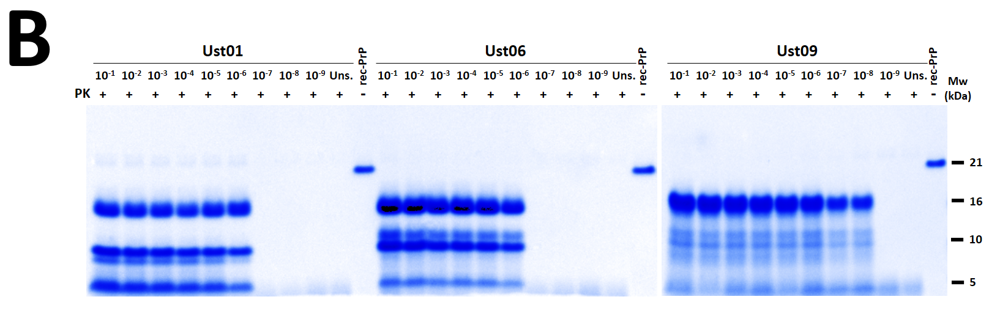 B
Ust01 rec-PrP Ust06 rec-PrP Ust09 rec-PrP
10-1 10-2 10-3 10-4 10-5 10-6 10-7 10-8 10-9 Uns. 10-1 10-2 10-3 10-4 10-5 10-6 10-7 10-8 10-9 Uns. 10-1 10-2 10-3 10-4 10-5 10-6 10-7 10-8 10-9 Uns. Mw
PK + + + + + + + + + + - + + + + + + + + + + - + + + + + + + + + + - (kDa)
21
16
10
5